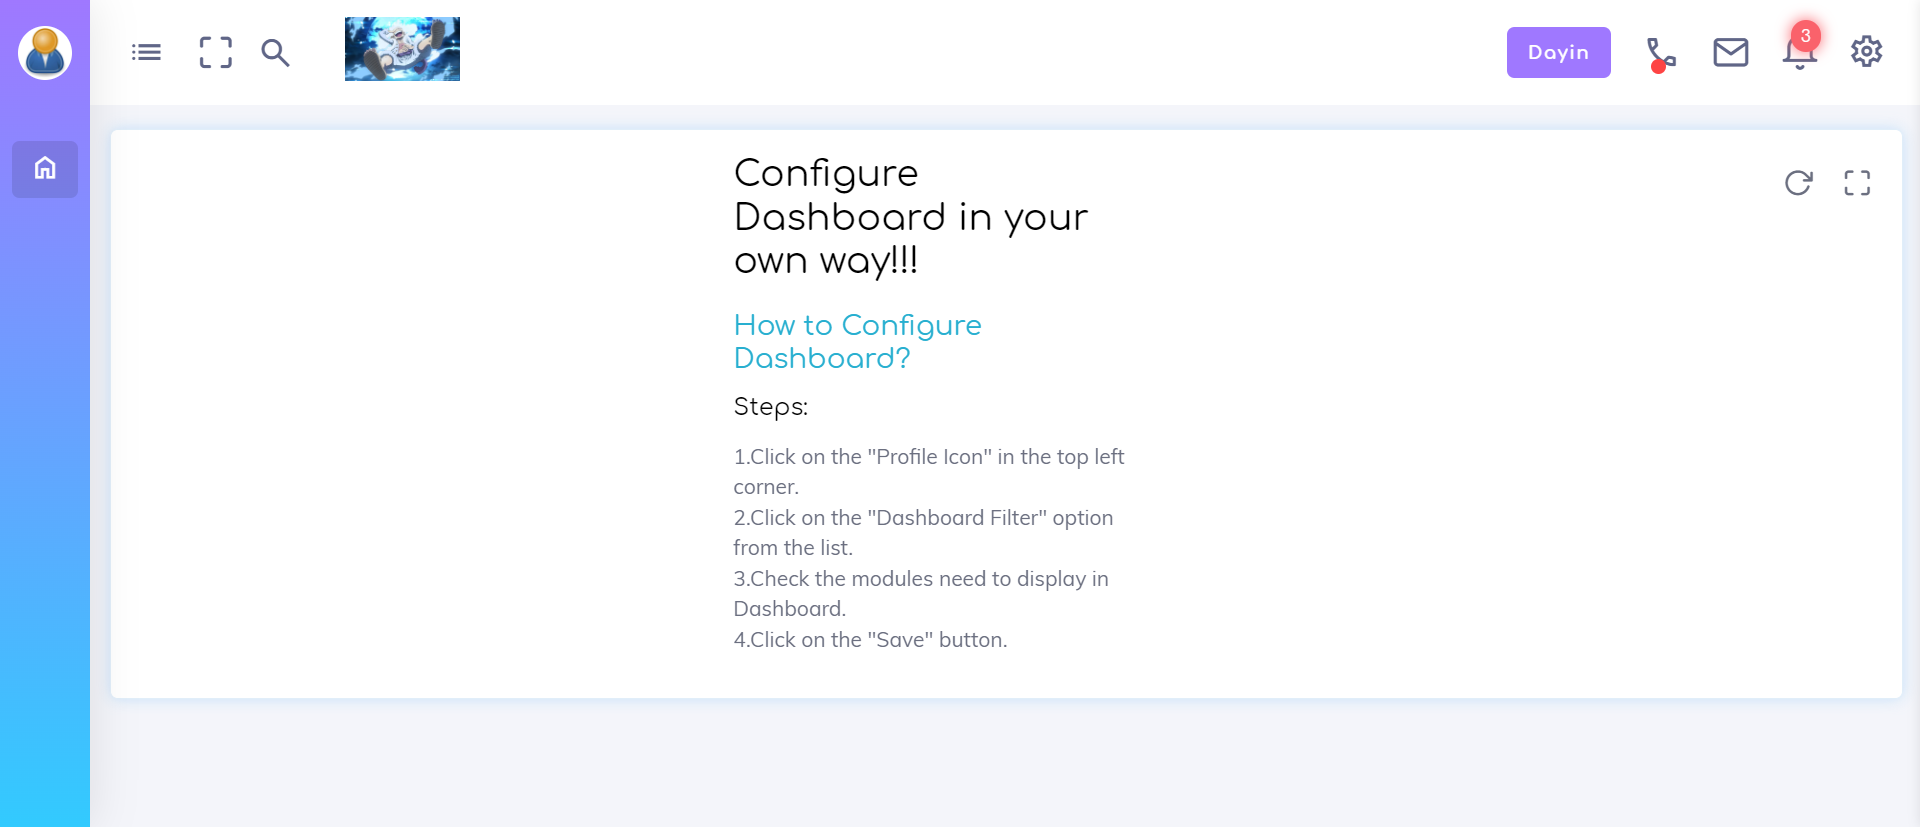 Dayin
3
Configure
Dashboard in your
own way!!!
How to Configure
Dashboard?
Steps:
1.Click on the "Profile Icon" in the top left
corner.
2.Click on the "Dashboard Filter" option
from the list.
3.Check the modules need to display in
Dashboard.
4.Click on the "Save" button.